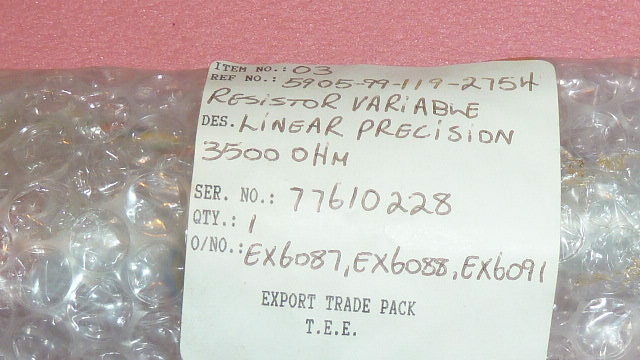 ITEM NO.: 03
REF NO.: 5905-99-119-2754
RESISTOR VARIABLE
DES. LINEAR PRECISION
3500 OHM
SER. NO.: 77610228
QTY.: 1
O/NO.: EX6087, EX6088, EX6091
EXPORT TRADE PACK
T.E.E.